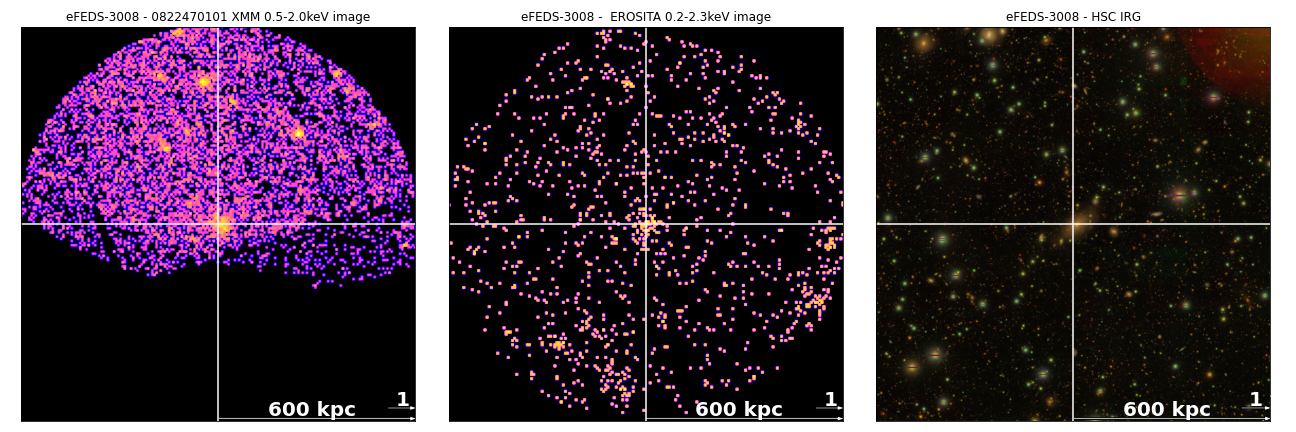 eFEDS-3008 - 0822470101 XMM 0.5-2.0keV image
eFEDS-3008 -  EROSITA 0.2-2.3keV image
eFEDS-3008 - HSC IRG
1
600 kpc
1
600 kpc
1
600 kpc